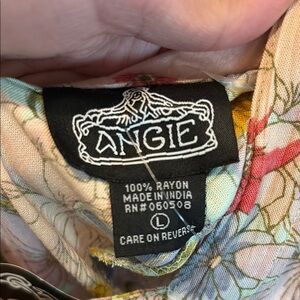 ANGIE
100% RAYON
MADE IN INDIA
RN#060508
L
CARE ON REVERSE